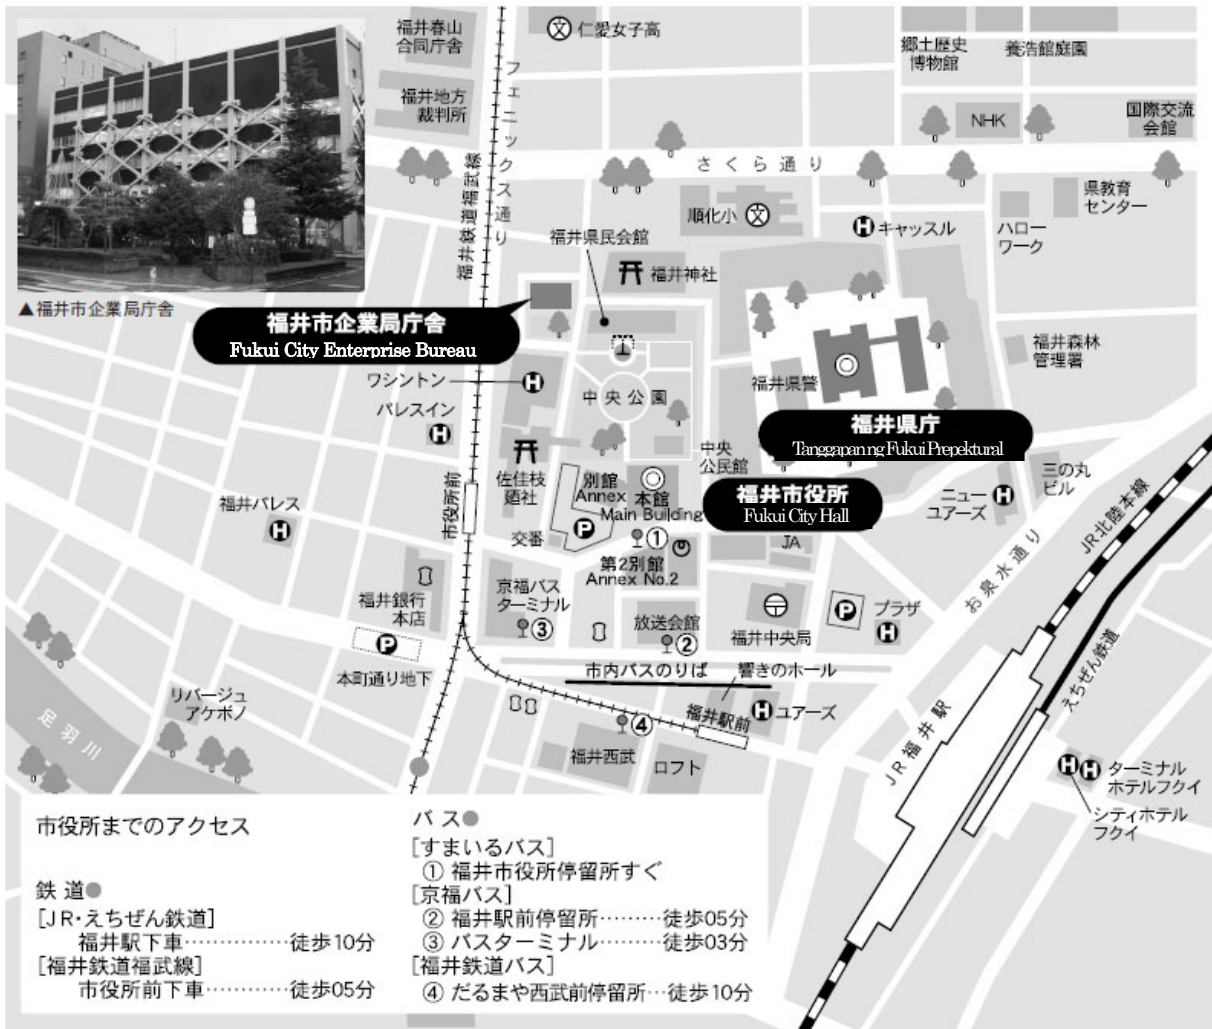 福井春山
合同庁舎
仁愛女子高
郷土歴史
博物館
養浩館庭園
福井地方
裁判所
NHK
国際交流
会館
フェニックス通り
福井鉄道福武線
さくら通り
県教育
センター
順化小
キャッスル
ハロー
ワーク
福井県民会館
福井神社
▲福井市企業局庁舎
福井市企業局庁舎
Fukui City Enterprise Bureau
福井森林
管理署
ワシントン
H
福井県警
中央公園
パレスイン
H
福井県庁
Tanggapan ng Fukui Prepektural
中央
公民館
佐佳枝
廼社
別館
Annex
本館
Main Building
福井市役所
Fukui City Hall
三の丸
ビル
ニュー
ユアーズ
H
福井パレス
H
市役所前
交番
P
①
JA
JR北陸本線
第2別館
Annex No.2
お泉水通り
福井銀行
本店
京福バス
ターミナル
③
放送会館
②
福井中央局
P
プラザ
H
P
本町通り地下
市内バスのりば
響きのホール
えちぜん鉄道
リバージュ
アケボノ
足羽川
④
福井駅前
H
ユアーズ
福井西武
ロフト
JR福井駅
H
H
ターミナル
ホテルフクイ
シティホテル
フクイ
市役所までのアクセス
鉄道●
[JR・えちぜん鉄道]
福井駅下車……………徒歩10分
[福井鉄道福武線]
市役所前下車…………徒歩05分
バス●
[すまいるバス]
① 福井市役所停留所すぐ
[京福バス]
② 福井駅前停留所………徒歩05分
③ バスターミナル………徒歩03分
[福井鉄道バス]
④ だるまや西武前停留所…徒歩10分